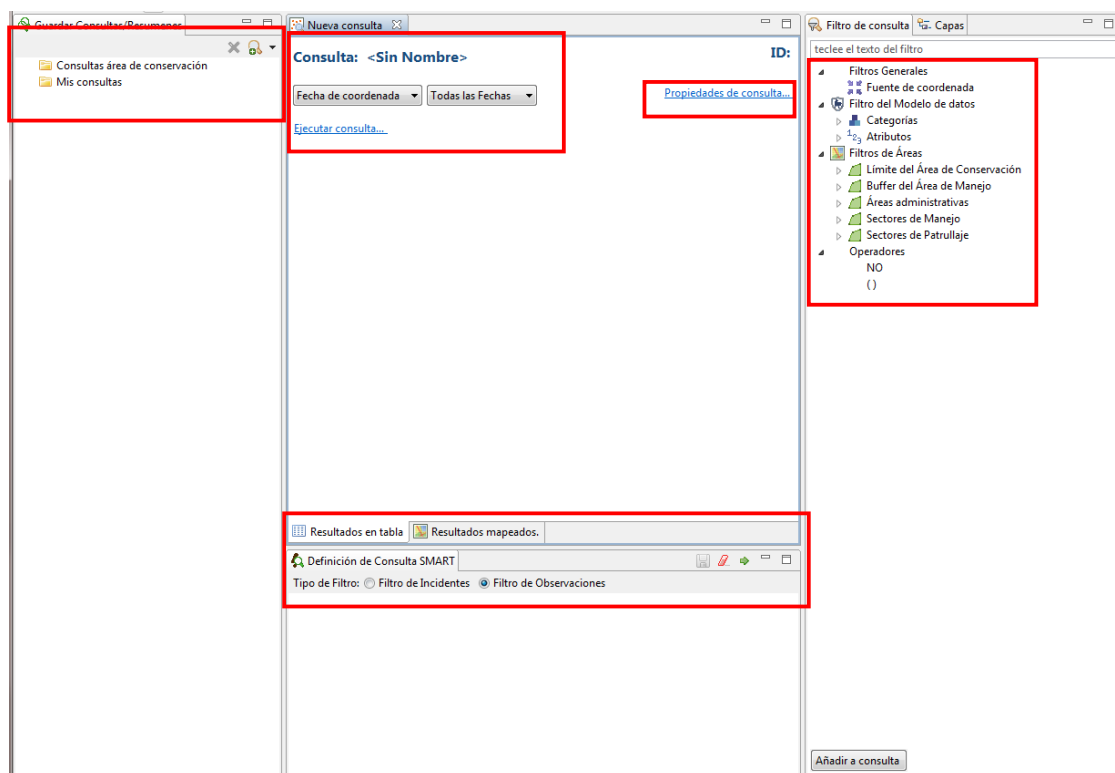 Guardar Consultas/Resumenes
Consultas área de conservación
Mis consultas
Nueva consulta
Consulta: <Sin Nombre>
ID:
Fecha de coordenada
Todas las Fechas
Propiedades de consulta...
Ejecutar consulta...
Resultados en tabla
Resultados mapeados.
Definición de Consulta SMART
Tipo de Filtro: Filtro de Incidentes Filtro de Observaciones
Filtro de consulta
Capas
teclee el texto del filtro
Filtros Generales
Fuente de coordenada
Filtro del Modelo de datos
Categorías
Atributos
Filtros de Áreas
Límite del Área de Conservación
Buffer del Área de Manejo
Áreas administrativas
Sectores de Manejo
Sectores de Patrullaje
Operadores
NO
( )
Añadir a consulta